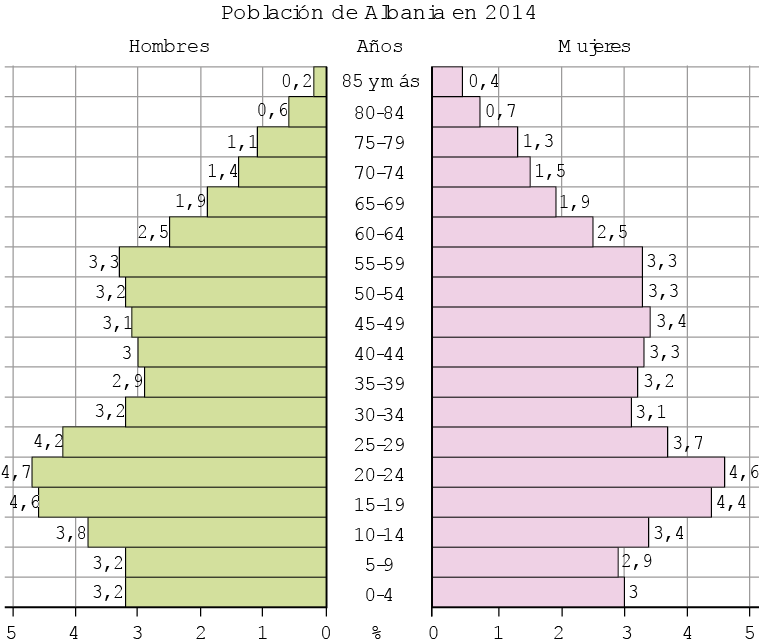 Población de Albania en 2014
Hombres Años Mujeres
0,2 85 y más 0,4
0,6 80-84 0,7
1,1 75-79 1,3
1,4 70-74 1,5
1,9 65-69 1,9
2,5 60-64 2,5
3,3 55-59 3,3
3,2 50-54 3,3
3,1 45-49 3,4
3 40-44 3,3
2,9 35-39 3,2
3,2 30-34 3,1
4,2 25-29 3,7
4,7 20-24 4,6
4,6 15-19 4,4
3,8 10-14 3,4
3,2 5-9 2,9
3,2 0-4 3
5 4 3 2 1 0 % 0 1 2 3 4 5